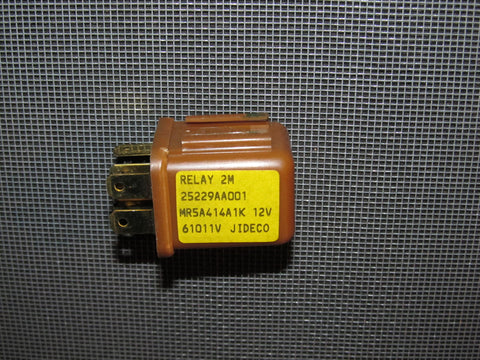 RELAY 2M
25229AA001
MR5A414A1K 12V
61011V JIDECO